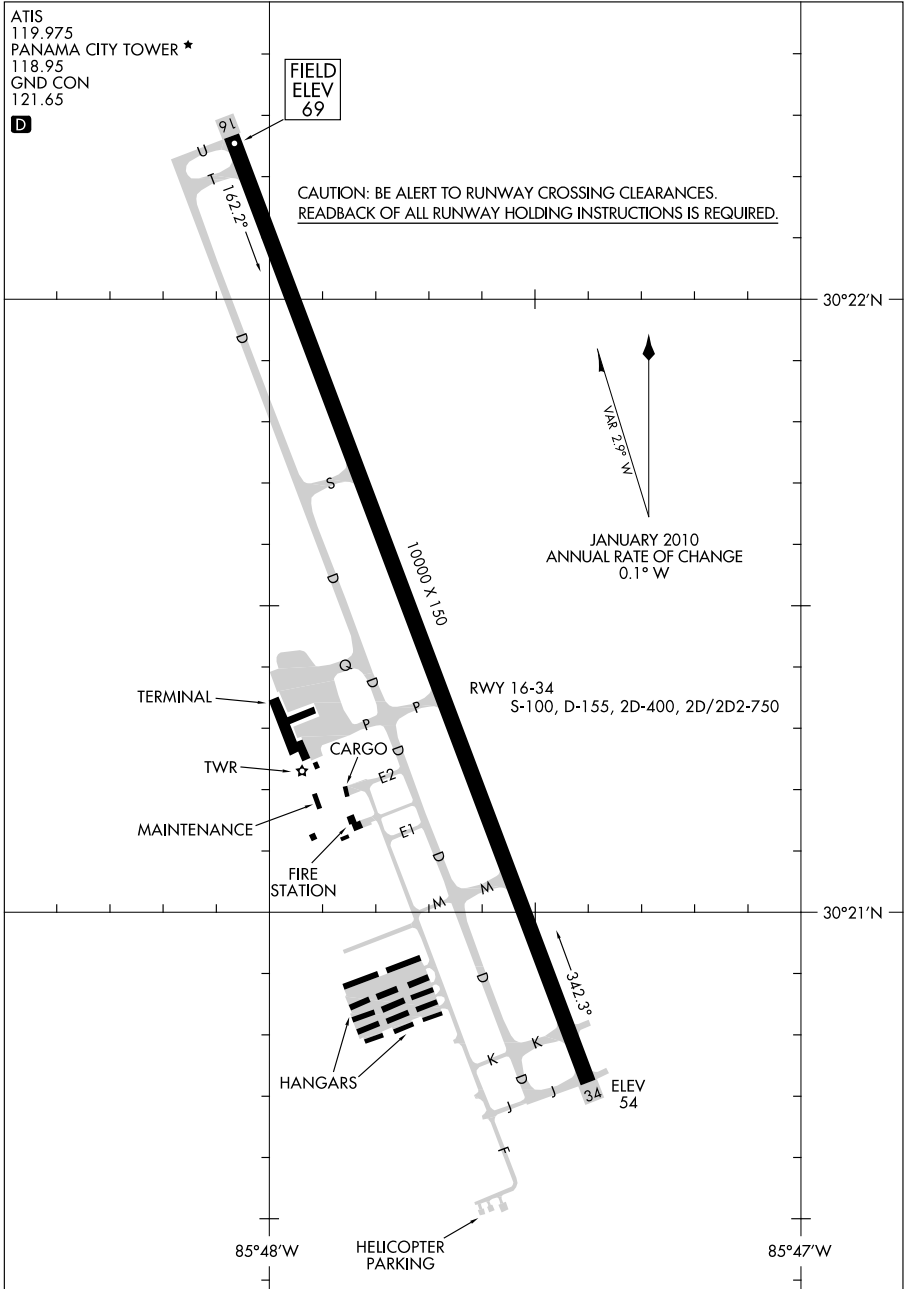 ATIS
119.975
PANAMA CITY TOWER ★
118.95
GND CON
121.65
D
FIELD
ELEV
69
16
U
T
162.2°
CAUTION: BE ALERT TO RUNWAY CROSSING CLEARANCES.
READBACK OF ALL RUNWAY HOLDING INSTRUCTIONS IS REQUIRED.
30°22'N
D
VAR 2.9° W
S
JANUARY 2010
ANNUAL RATE OF CHANGE
0.1° W
10000 X 150
D
Q
D
RWY 16-34
S-100, D-155, 2D-400, 2D/2D2-750
TERMINAL
P
P
D
CARGO
TWR
E2
MAINTENANCE
E1
FIRE
STATION
D
M
M
30°21'N
D
342.3°
K
K
HANGARS
D
J
J
34
ELEV
54
F
HELICOPTER
PARKING
85°48'W
85°47'W